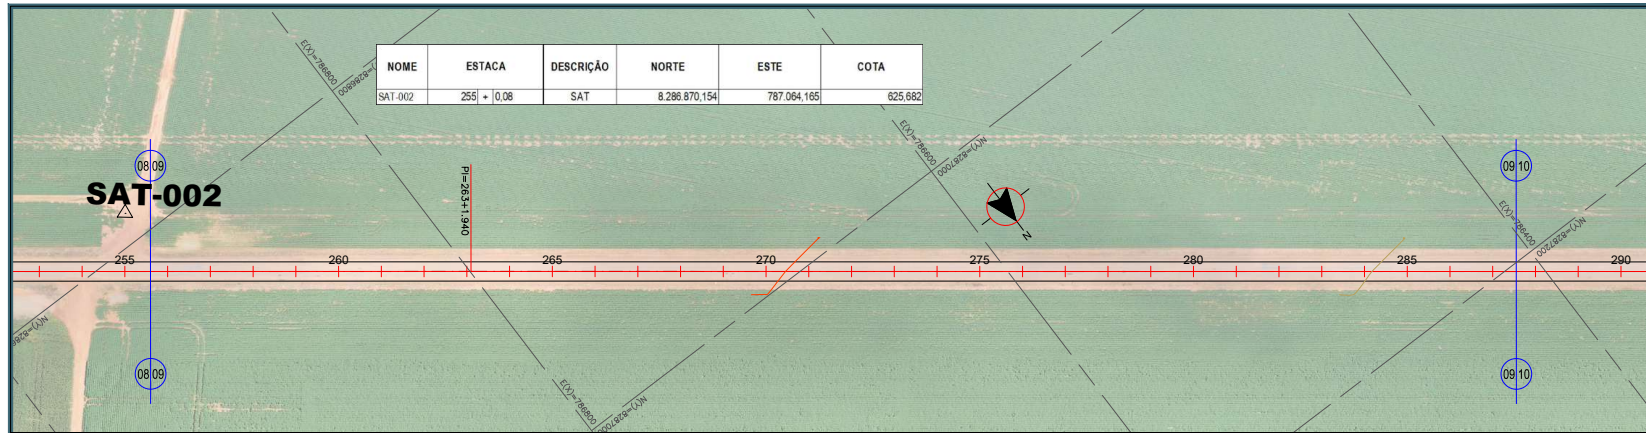 NOME ESTACA DESCRIÇÃO NORTE ESTE COTA
SAT-002 255 + 0,08 SAT 8.286.870,154 787.064,165 625,682
E(X)=786800
N(Y)=8286800
E(X)=786600
N(Y)=8287000
E(X)=786400
N(Y)=8287200
08 09
09 10
SAT-002
PI=263+1.940
N
255 260 265 270 275 280 285 290
08 09
09 10
E(X)=786800
N(Y)=8287000